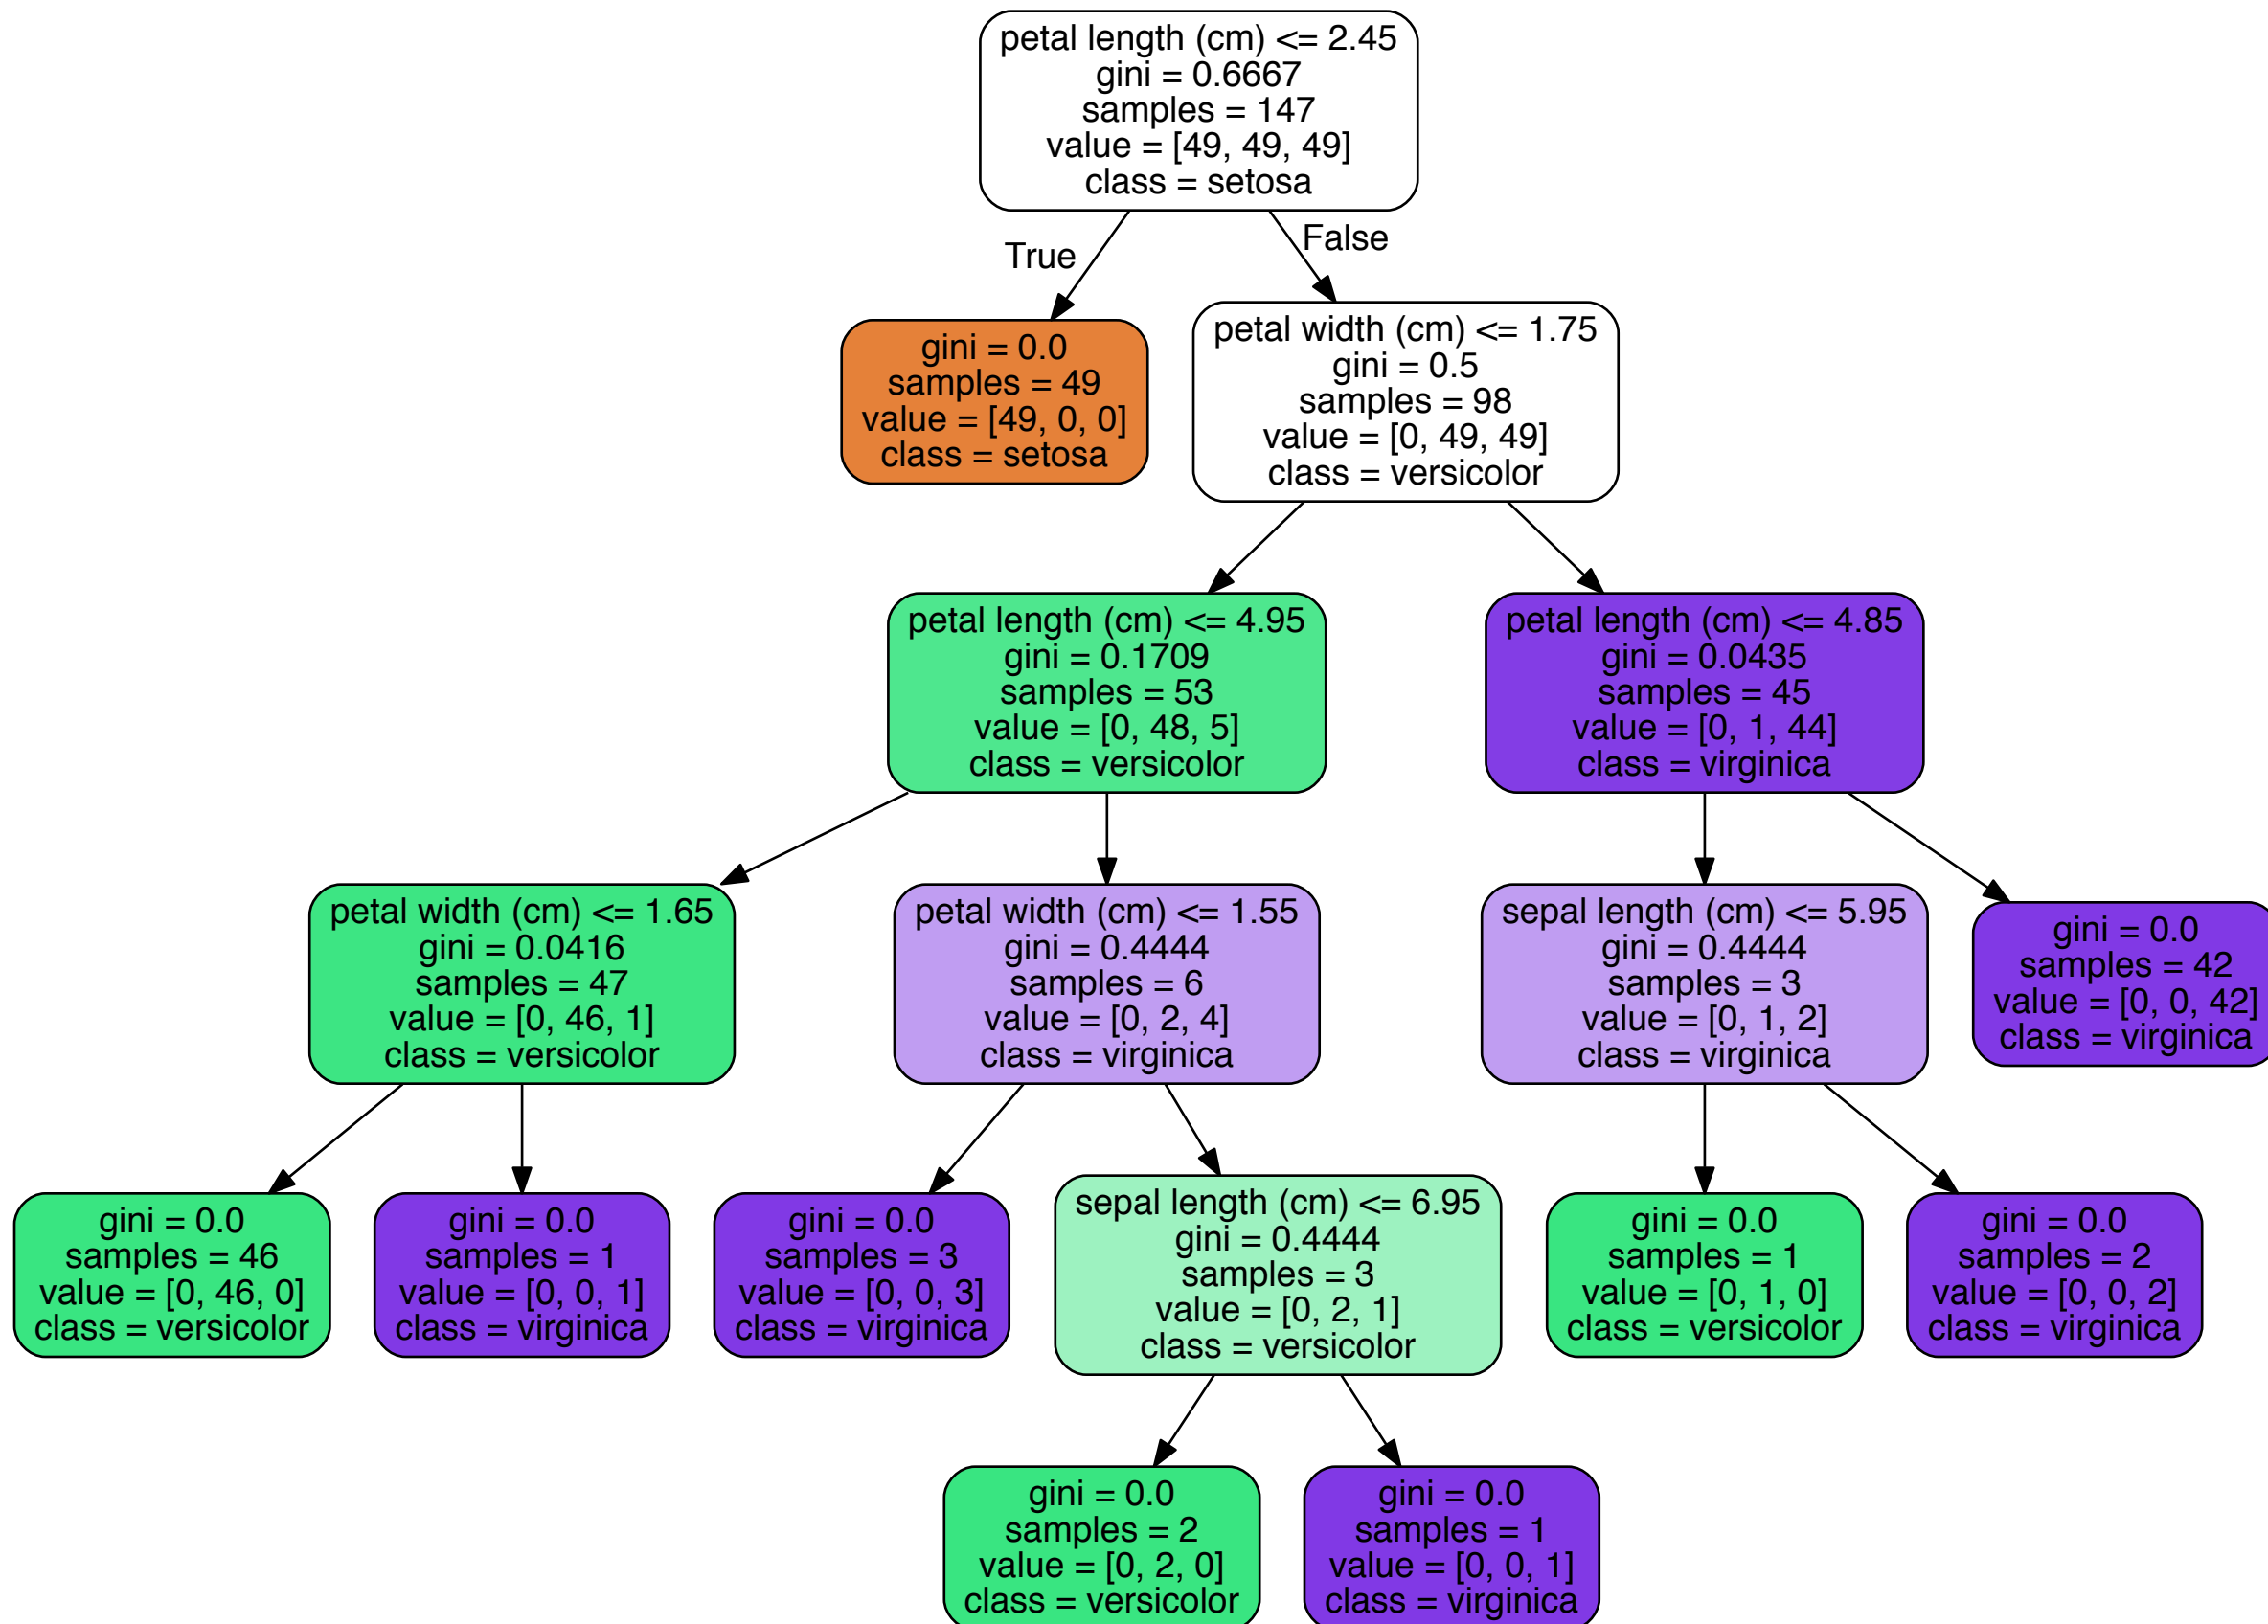 petal length (cm) <= 2.45
gini = 0.6667
samples = 147
value = [49, 49, 49]
class = setosa
True
False
gini = 0.0
samples = 49
value = [49, 0, 0]
class = setosa
petal width (cm) <= 1.75
gini = 0.5
samples = 98
value = [0, 49, 49]
class = versicolor
petal length (cm) <= 4.95
gini = 0.1709
samples = 53
value = [0, 48, 5]
class = versicolor
petal length (cm) <= 4.85
gini = 0.0435
samples = 45
value = [0, 1, 44]
class = virginica
petal width (cm) <= 1.65
gini = 0.0416
samples = 47
value = [0, 46, 1]
class = versicolor
petal width (cm) <= 1.55
gini = 0.4444
samples = 6
value = [0, 2, 4]
class = virginica
sepal length (cm) <= 5.95
gini = 0.4444
samples = 3
value = [0, 1, 2]
class = virginica
gini = 0.0
samples = 42
value = [0, 0, 42]
class = virginica
gini = 0.0
samples = 46
value = [0, 46, 0]
class = versicolor
gini = 0.0
samples = 1
value = [0, 0, 1]
class = virginica
gini = 0.0
samples = 3
value = [0, 0, 3]
class = virginica
sepal length (cm) <= 6.95
gini = 0.4444
samples = 3
value = [0, 2, 1]
class = versicolor
gini = 0.0
samples = 1
value = [0, 1, 0]
class = versicolor
gini = 0.0
samples = 2
value = [0, 0, 2]
class = virginica
gini = 0.0
samples = 2
value = [0, 2, 0]
class = versicolor
gini = 0.0
samples = 1
value = [0, 0, 1]
class = virginica